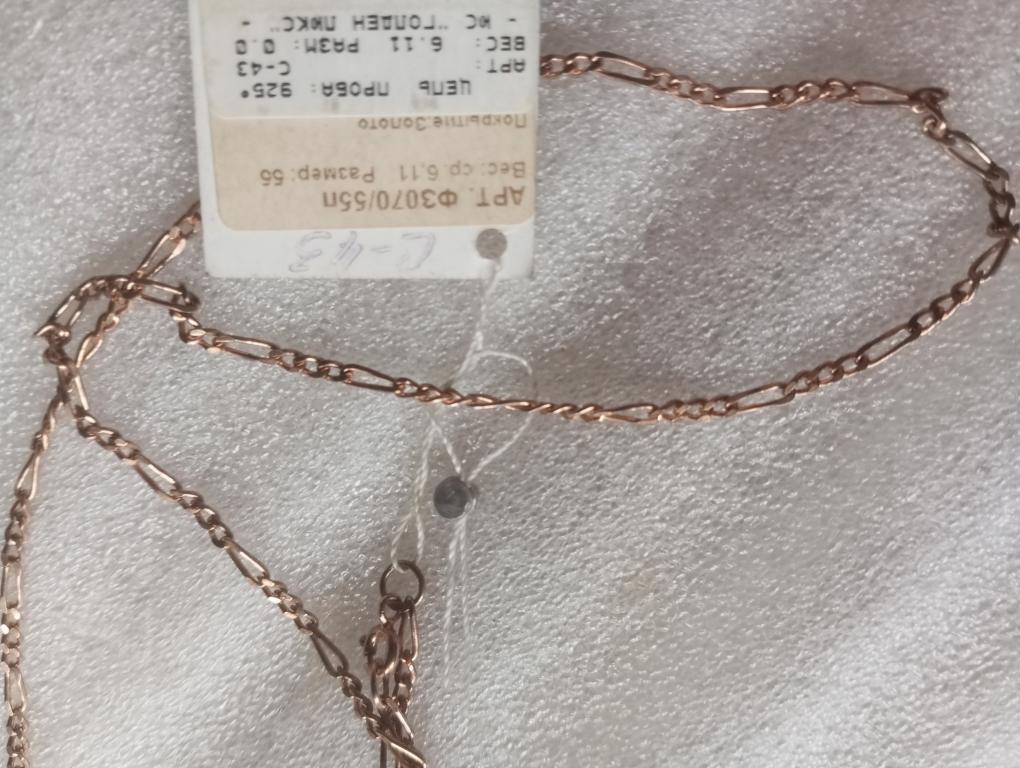 С-43
АРТ. Ф3070/55п
Вес: ср.6,11 Размер:55
Покрытие:Золото
ЦЕПЬ ПРОБА: 925°
АРТ: С-43
ВЕС: 6.11 РАЗМ: 0.0
- ЮС "ГОЛДЕН ЛЮКС" -